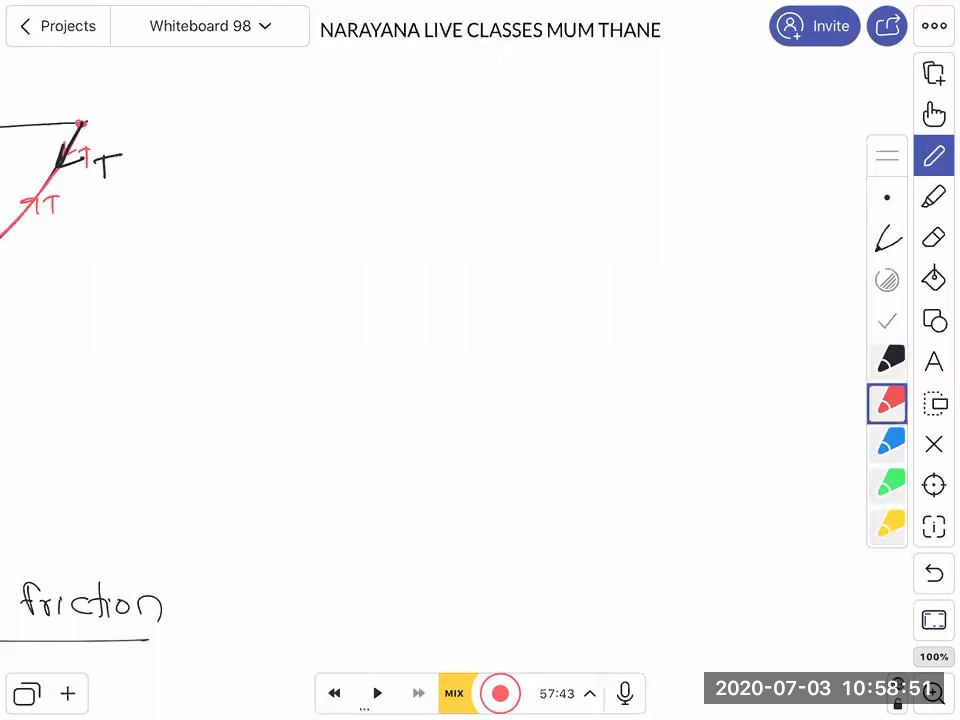 Projects
Whiteboard 98
NARAYANA LIVE CLASSES MUM THANE
Invite
T
T
T
A
friction
100%
MIX
57:43
2020-07-03 10:58:51